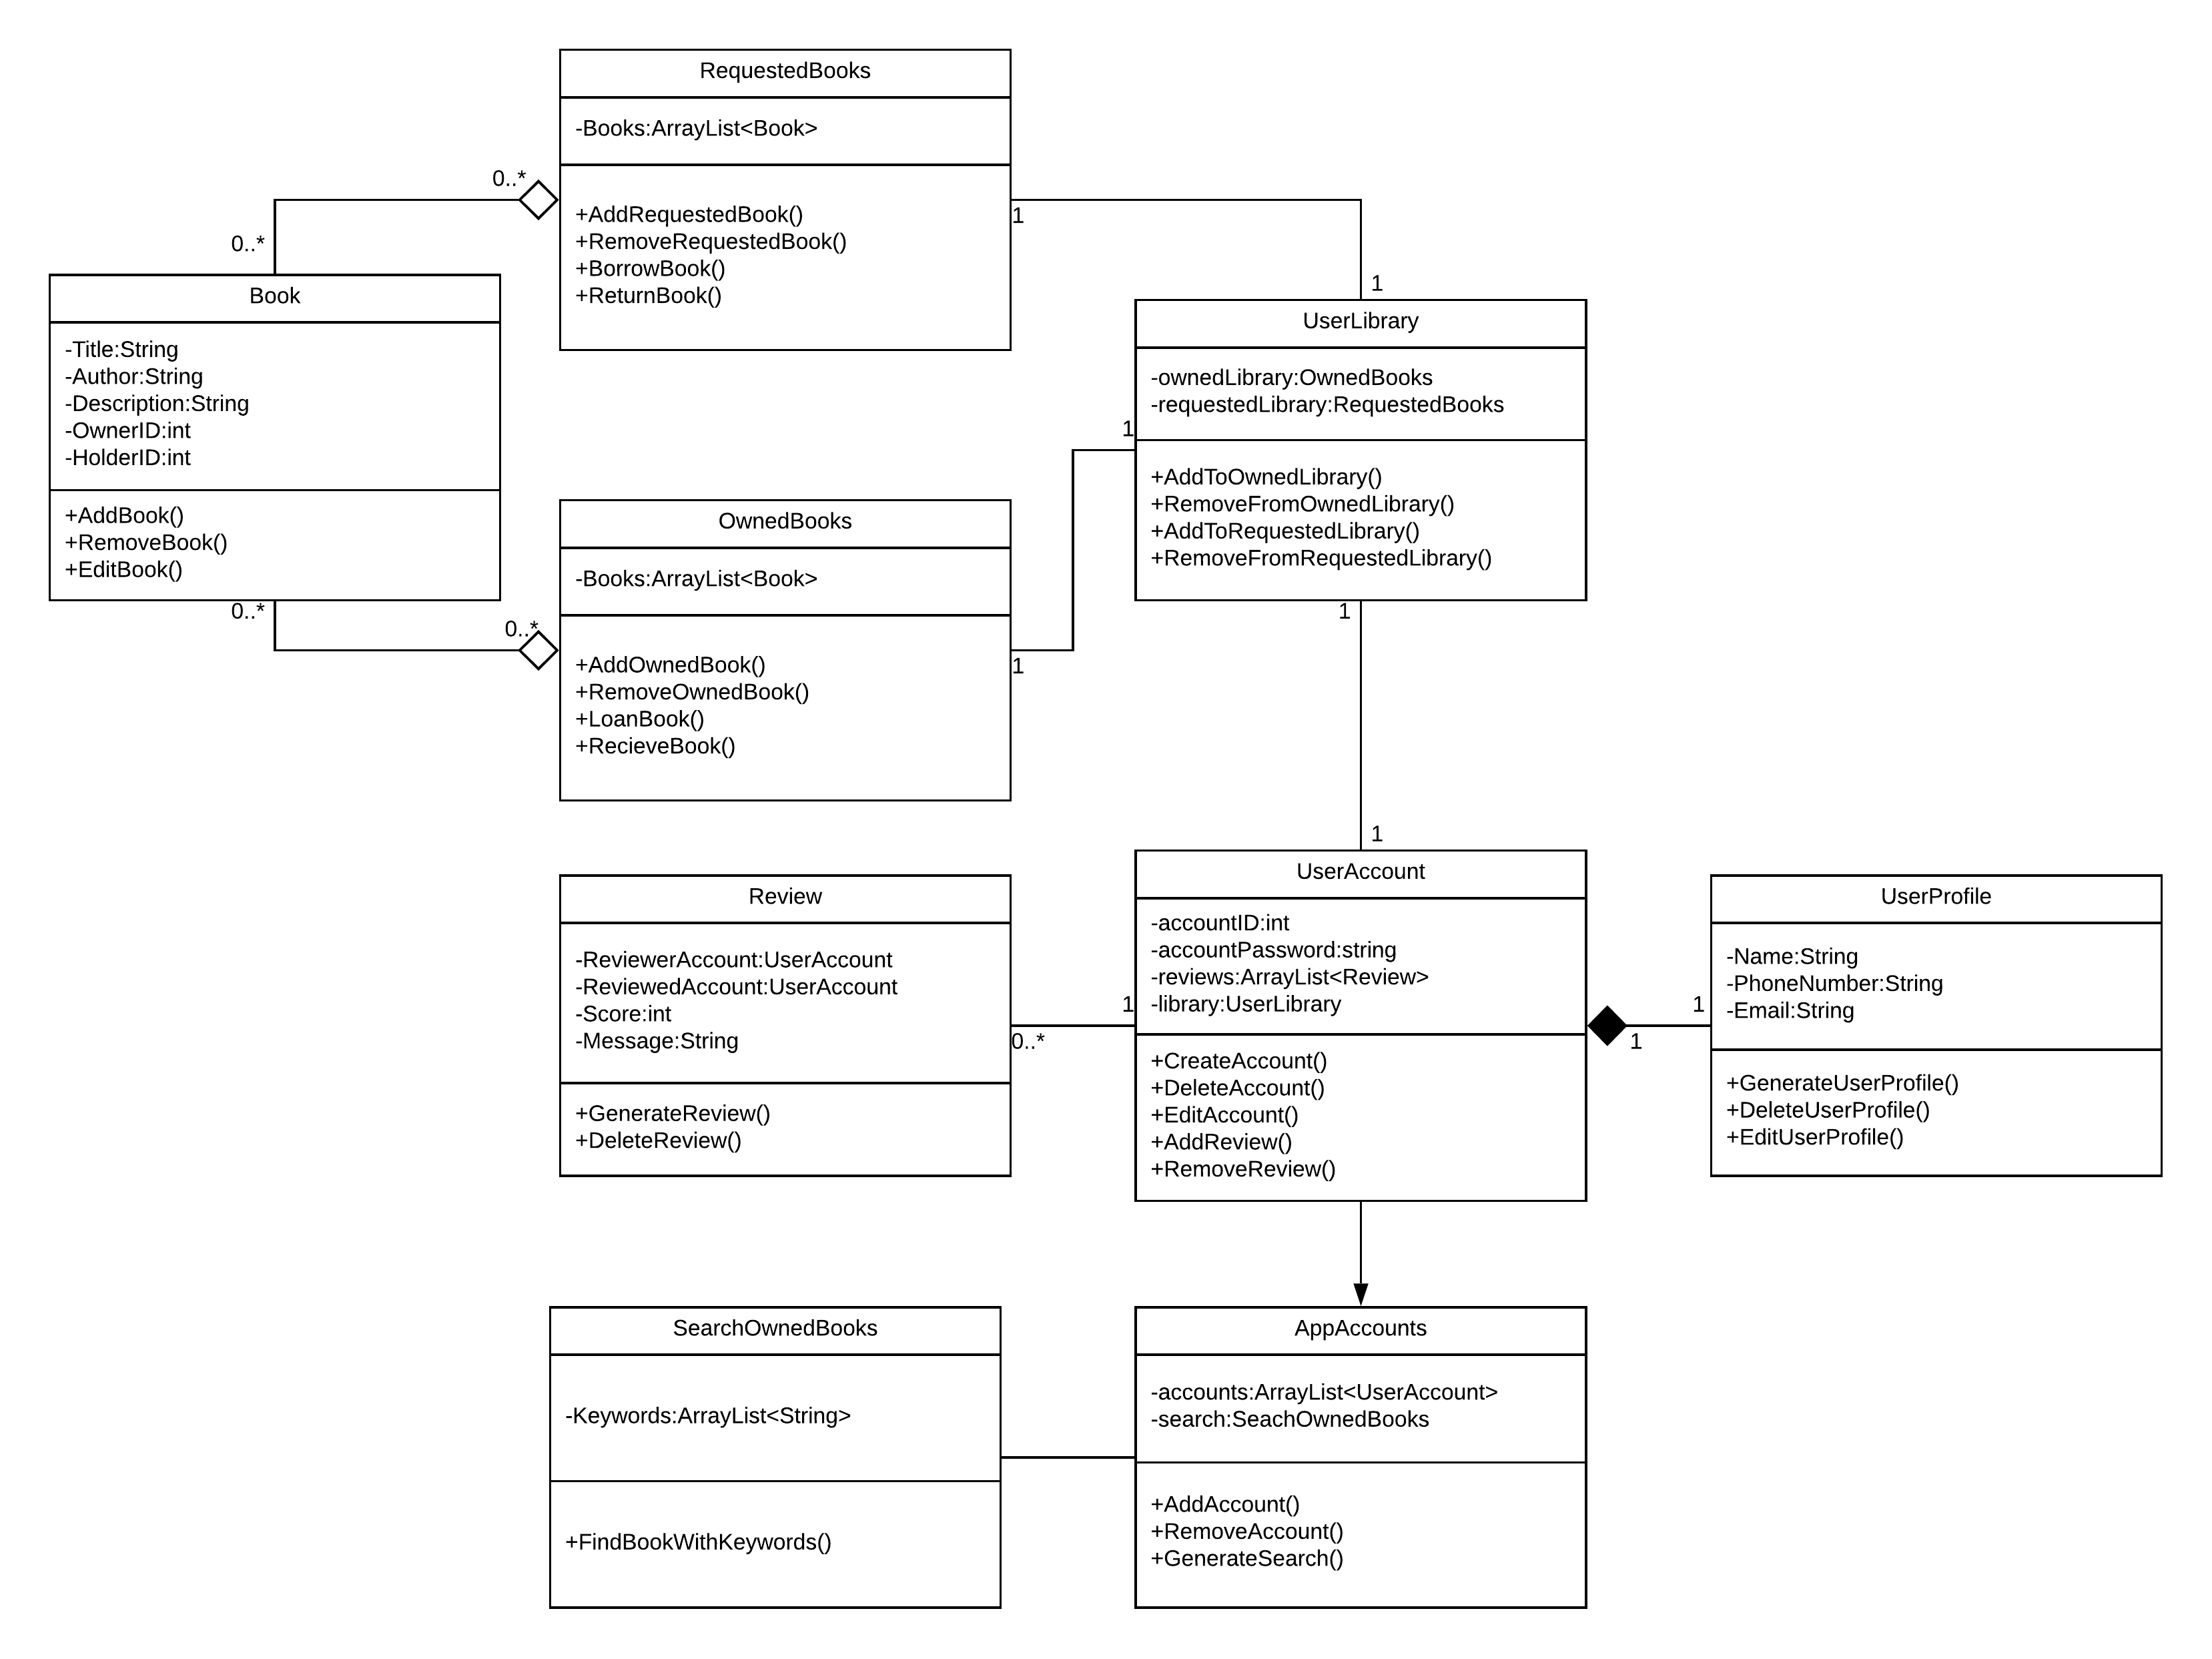 RequestedBooks
-Books:ArrayList<Book>
+AddRequestedBook()
+RemoveRequestedBook()
+BorrowBook()
+ReturnBook()
0..*
0..*
1
1
Book
-Title:String
-Author:String
-Description:String
-OwnerID:int
-HolderID:int
+AddBook()
+RemoveBook()
+EditBook()
0..*
0..*
UserLibrary
-ownedLibrary:OwnedBooks
-requestedLibrary:RequestedBooks
+AddToOwnedLibrary()
+RemoveFromOwnedLibrary()
+AddToRequestedLibrary()
+RemoveFromRequestedLibrary()
1
1
OwnedBooks
-Books:ArrayList<Book>
+AddOwnedBook()
+RemoveOwnedBook()
+LoanBook()
+RecieveBook()
1
1
Review
-ReviewerAccount:UserAccount
-ReviewedAccount:UserAccount
-Score:int
-Message:String
+GenerateReview()
+DeleteReview()
0..*
1
UserAccount
-accountID:int
-accountPassword:string
-reviews:ArrayList<Review>
-library:UserLibrary
+CreateAccount()
+DeleteAccount()
+EditAccount()
+AddReview()
+RemoveReview()
1
1
UserProfile
-Name:String
-PhoneNumber:String
-Email:String
+GenerateUserProfile()
+DeleteUserProfile()
+EditUserProfile()
SearchOwnedBooks
-Keywords:ArrayList<String>
+FindBookWithKeywords()
AppAccounts
-accounts:ArrayList<UserAccount>
-search:SeachOwnedBooks
+AddAccount()
+RemoveAccount()
+GenerateSearch()